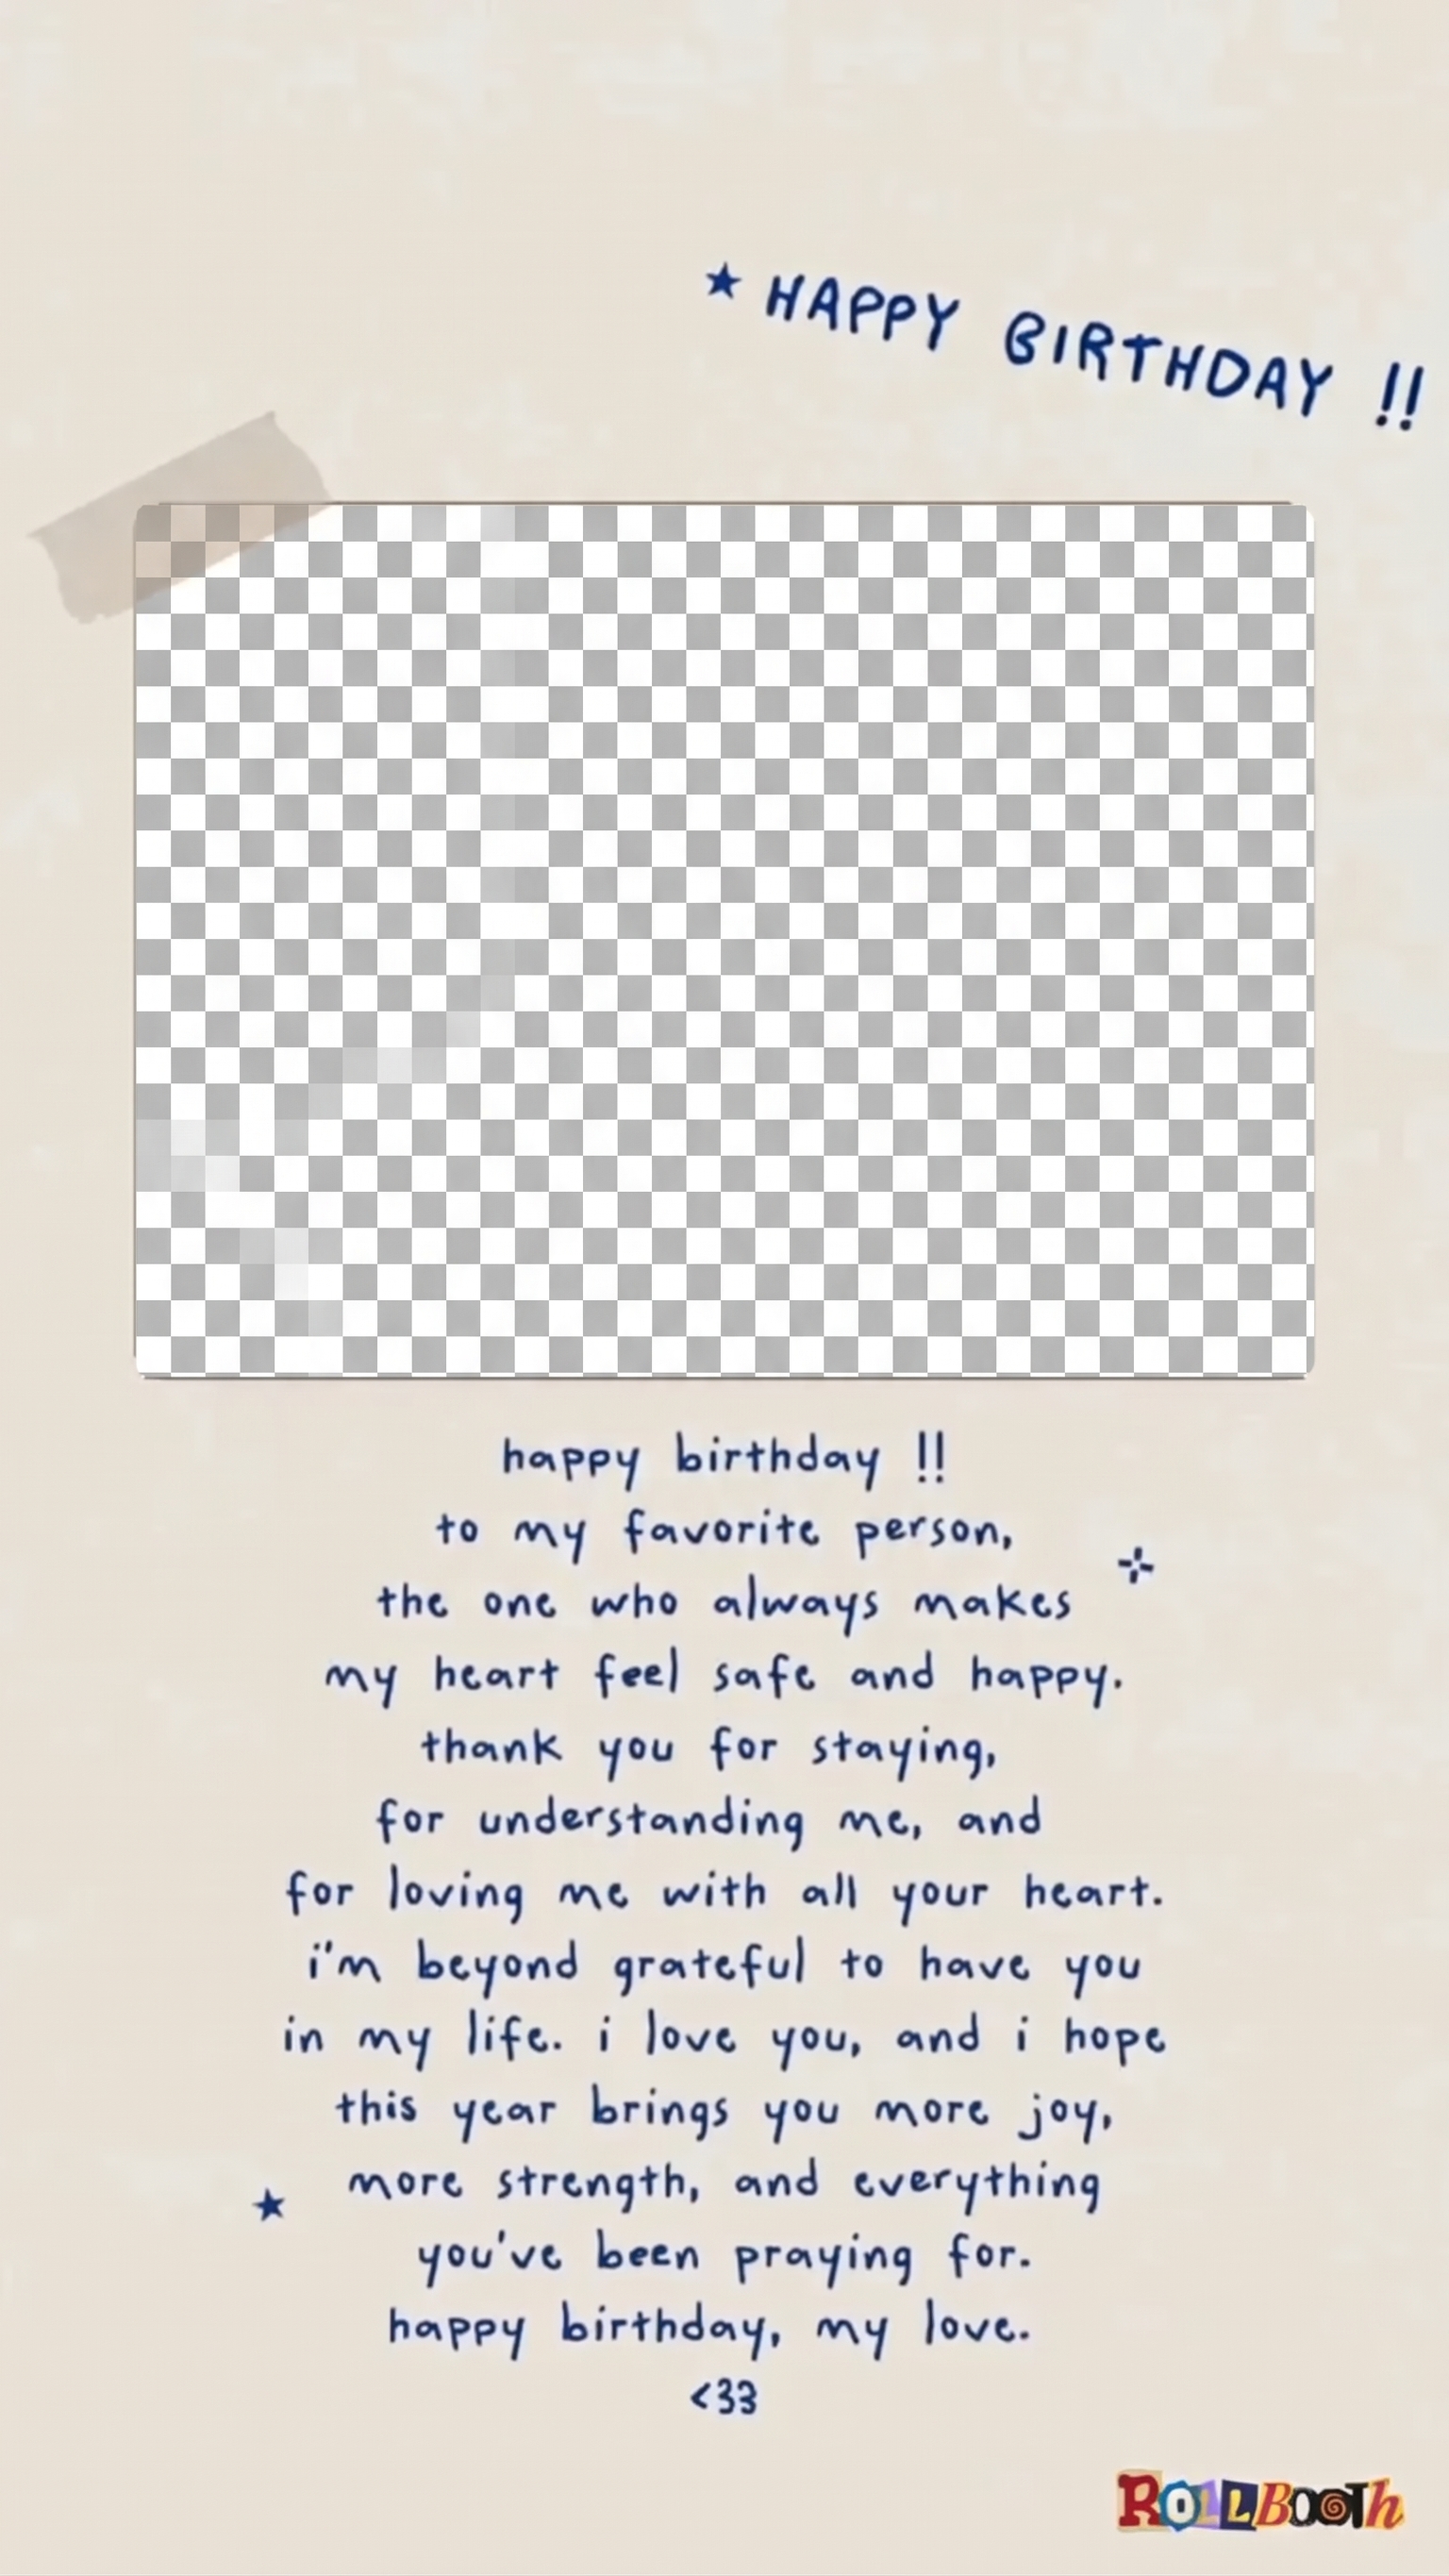 ★ HAPPY BIRTHDAY !!
happy birthday !!
to my favorite person,
the one who always makes
my heart feel safe and happy.
thank you for staying,
for understanding me, and
for loving me with all your heart.
i'm beyond grateful to have you
in my life. i love you, and i hope
this year brings you more joy,
more strength, and everything
you've been praying for.
happy birthday, my love.
<33
ROLLBOOTh